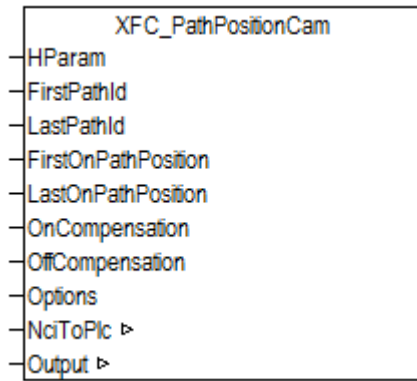 XFC_PathPositionCam
HParam
FirstPathId
LastPathId
FirstOnPathPosition
LastOnPathPosition
OnCompensation
OffCompensation
Options
NciToPlc ▷
Output ▷